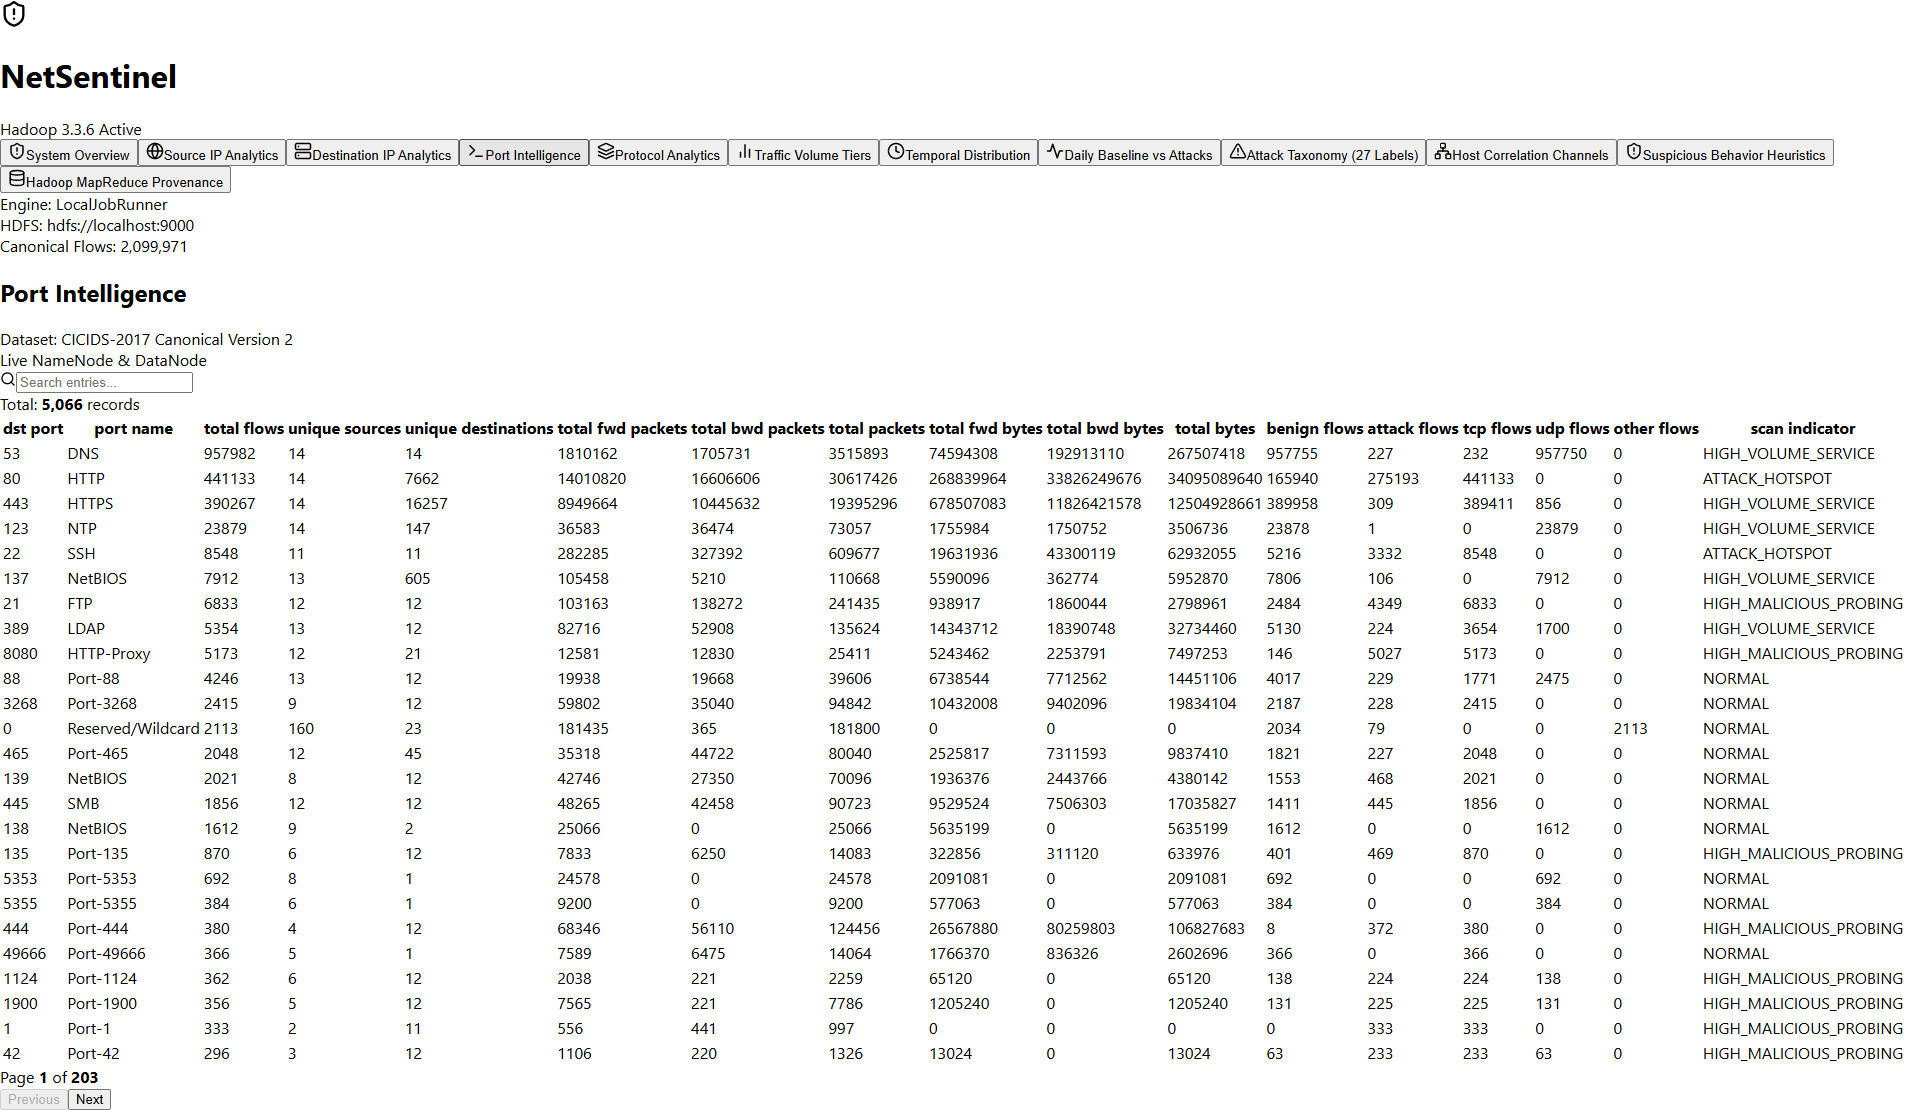 NetSentinel
Hadoop 3.3.6 Active
System Overview Source IP Analytics Destination IP Analytics Port Intelligence Protocol Analytics Traffic Volume Tiers Temporal Distribution Daily Baseline vs Attacks Attack Taxonomy (27 Labels) Host Correlation Channels Suspicious Behavior Heuristics
Hadoop MapReduce Provenance
Engine: LocalJobRunner
HDFS: hdfs://localhost:9000
Canonical Flows: 2,099,971
Port Intelligence
Dataset: CICIDS-2017 Canonical Version 2
Live NameNode & DataNode
Search entries...
Total: 5,066 records
dst port port name total flows unique sources unique destinations total fwd packets total bwd packets total packets total fwd bytes total bwd bytes total bytes benign flows attack flows tcp flows udp flows other flows scan indicator
53 DNS 957982 14 14 1810162 1705731 3515893 74594308 192913110 267507418 957755 227 232 957750 0 HIGH_VOLUME_SERVICE
80 HTTP 441133 14 7662 14010820 16606606 30617426 268839964 33826249676 34095089640 165940 275193 441133 0 0 ATTACK_HOTSPOT
443 HTTPS 390267 14 16257 8949664 10445632 19395296 678507083 11826421578 12504928661 389958 309 389411 856 0 HIGH_VOLUME_SERVICE
123 NTP 23879 14 147 36583 36474 73057 1755984 1750752 3506736 23878 1 0 23879 0 HIGH_VOLUME_SERVICE
22 SSH 8548 11 11 282285 327392 609677 19631936 43300119 62932055 5216 3332 8548 0 0 ATTACK_HOTSPOT
137 NetBIOS 7912 13 605 105458 5210 110668 5590096 362774 5952870 7806 106 0 7912 0 HIGH_VOLUME_SERVICE
21 FTP 6833 12 12 103163 138272 241435 938917 1860044 2798961 2484 4349 6833 0 0 HIGH_MALICIOUS_PROBING
389 LDAP 5354 13 12 82716 52908 135624 14343712 18390748 32734460 5130 224 3654 1700 0 HIGH_VOLUME_SERVICE
8080 HTTP-Proxy 5173 12 21 12581 12830 25411 5243462 2253791 7497253 146 5027 5173 0 0 HIGH_MALICIOUS_PROBING
88 Port-88 4246 13 12 19938 19668 39606 6738544 7712562 14451106 4017 229 1771 2475 0 NORMAL
3268 Port-3268 2415 9 12 59802 35040 94842 10432008 9402096 19834104 2187 228 2415 0 0 NORMAL
0 Reserved/Wildcard 2113 160 23 181435 365 181800 0 0 0 2034 79 0 0 2113 NORMAL
465 Port-465 2048 12 45 35318 44722 80040 2525817 7311593 9837410 1821 227 2048 0 0 NORMAL
139 NetBIOS 2021 8 12 42746 27350 70096 1936376 2443766 4380142 1553 468 2021 0 0 NORMAL
445 SMB 1856 12 12 48265 42458 90723 9529524 7506303 17035827 1411 445 1856 0 0 NORMAL
138 NetBIOS 1612 9 2 25066 0 25066 5635199 0 5635199 1612 0 0 1612 0 NORMAL
135 Port-135 870 6 12 7833 6250 14083 322856 311120 633976 401 469 870 0 0 HIGH_MALICIOUS_PROBING
5353 Port-5353 692 8 1 24578 0 24578 2091081 0 2091081 692 0 0 692 0 NORMAL
5355 Port-5355 384 6 1 9200 0 9200 577063 0 577063 384 0 0 384 0 NORMAL
444 Port-444 380 4 12 68346 56110 124456 26567880 80259803 106827683 8 372 380 0 0 HIGH_MALICIOUS_PROBING
49666 Port-49666 366 5 1 7589 6475 14064 1766370 836326 2602696 366 0 366 0 0 NORMAL
1124 Port-1124 362 6 12 2038 221 2259 65120 0 65120 138 224 224 138 0 HIGH_MALICIOUS_PROBING
1900 Port-1900 356 5 12 7565 221 7786 1205240 0 1205240 131 225 225 131 0 HIGH_MALICIOUS_PROBING
1 Port-1 333 2 11 556 441 997 0 0 0 0 333 333 0 0 HIGH_MALICIOUS_PROBING
42 Port-42 296 3 12 1106 220 1326 13024 0 13024 63 233 233 63 0 HIGH_MALICIOUS_PROBING
Page 1 of 203
Previous Next